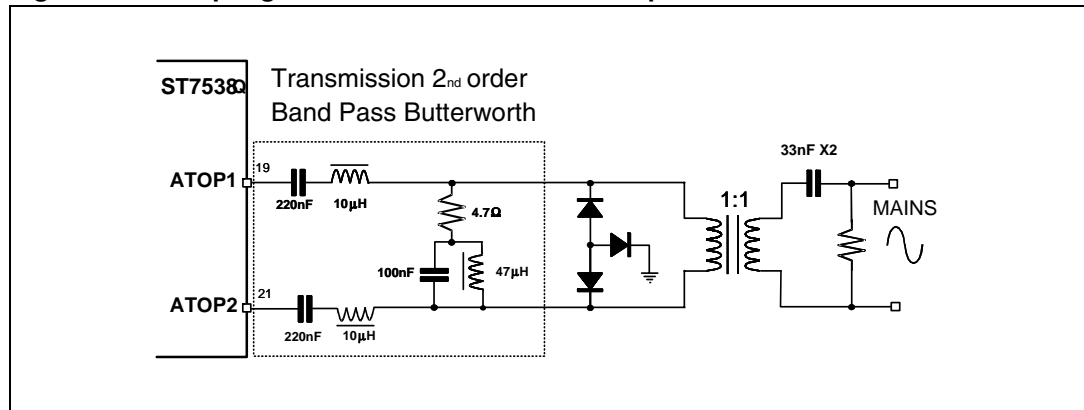 ST7538Q
Transmission 2nd order
Band Pass Butterworth
33nF X2
ATOP1
19
220nF
10µH
4.7Ω
1:1
MAINS
100nF
47µH
ATOP2
21
220nF
10µH